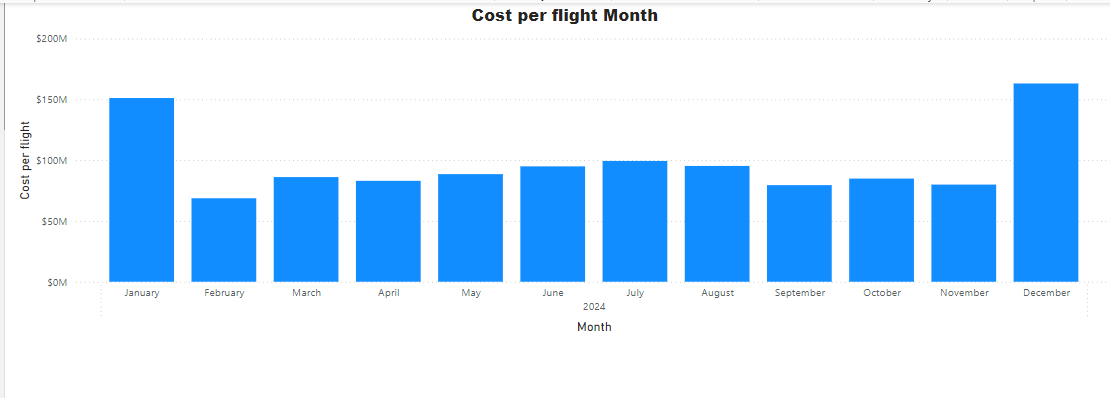 Cost per flight Month
$200M
$150M
$100M
$50M
$0M
Cost per flight
January February March April May June July August September October November December
2024
Month